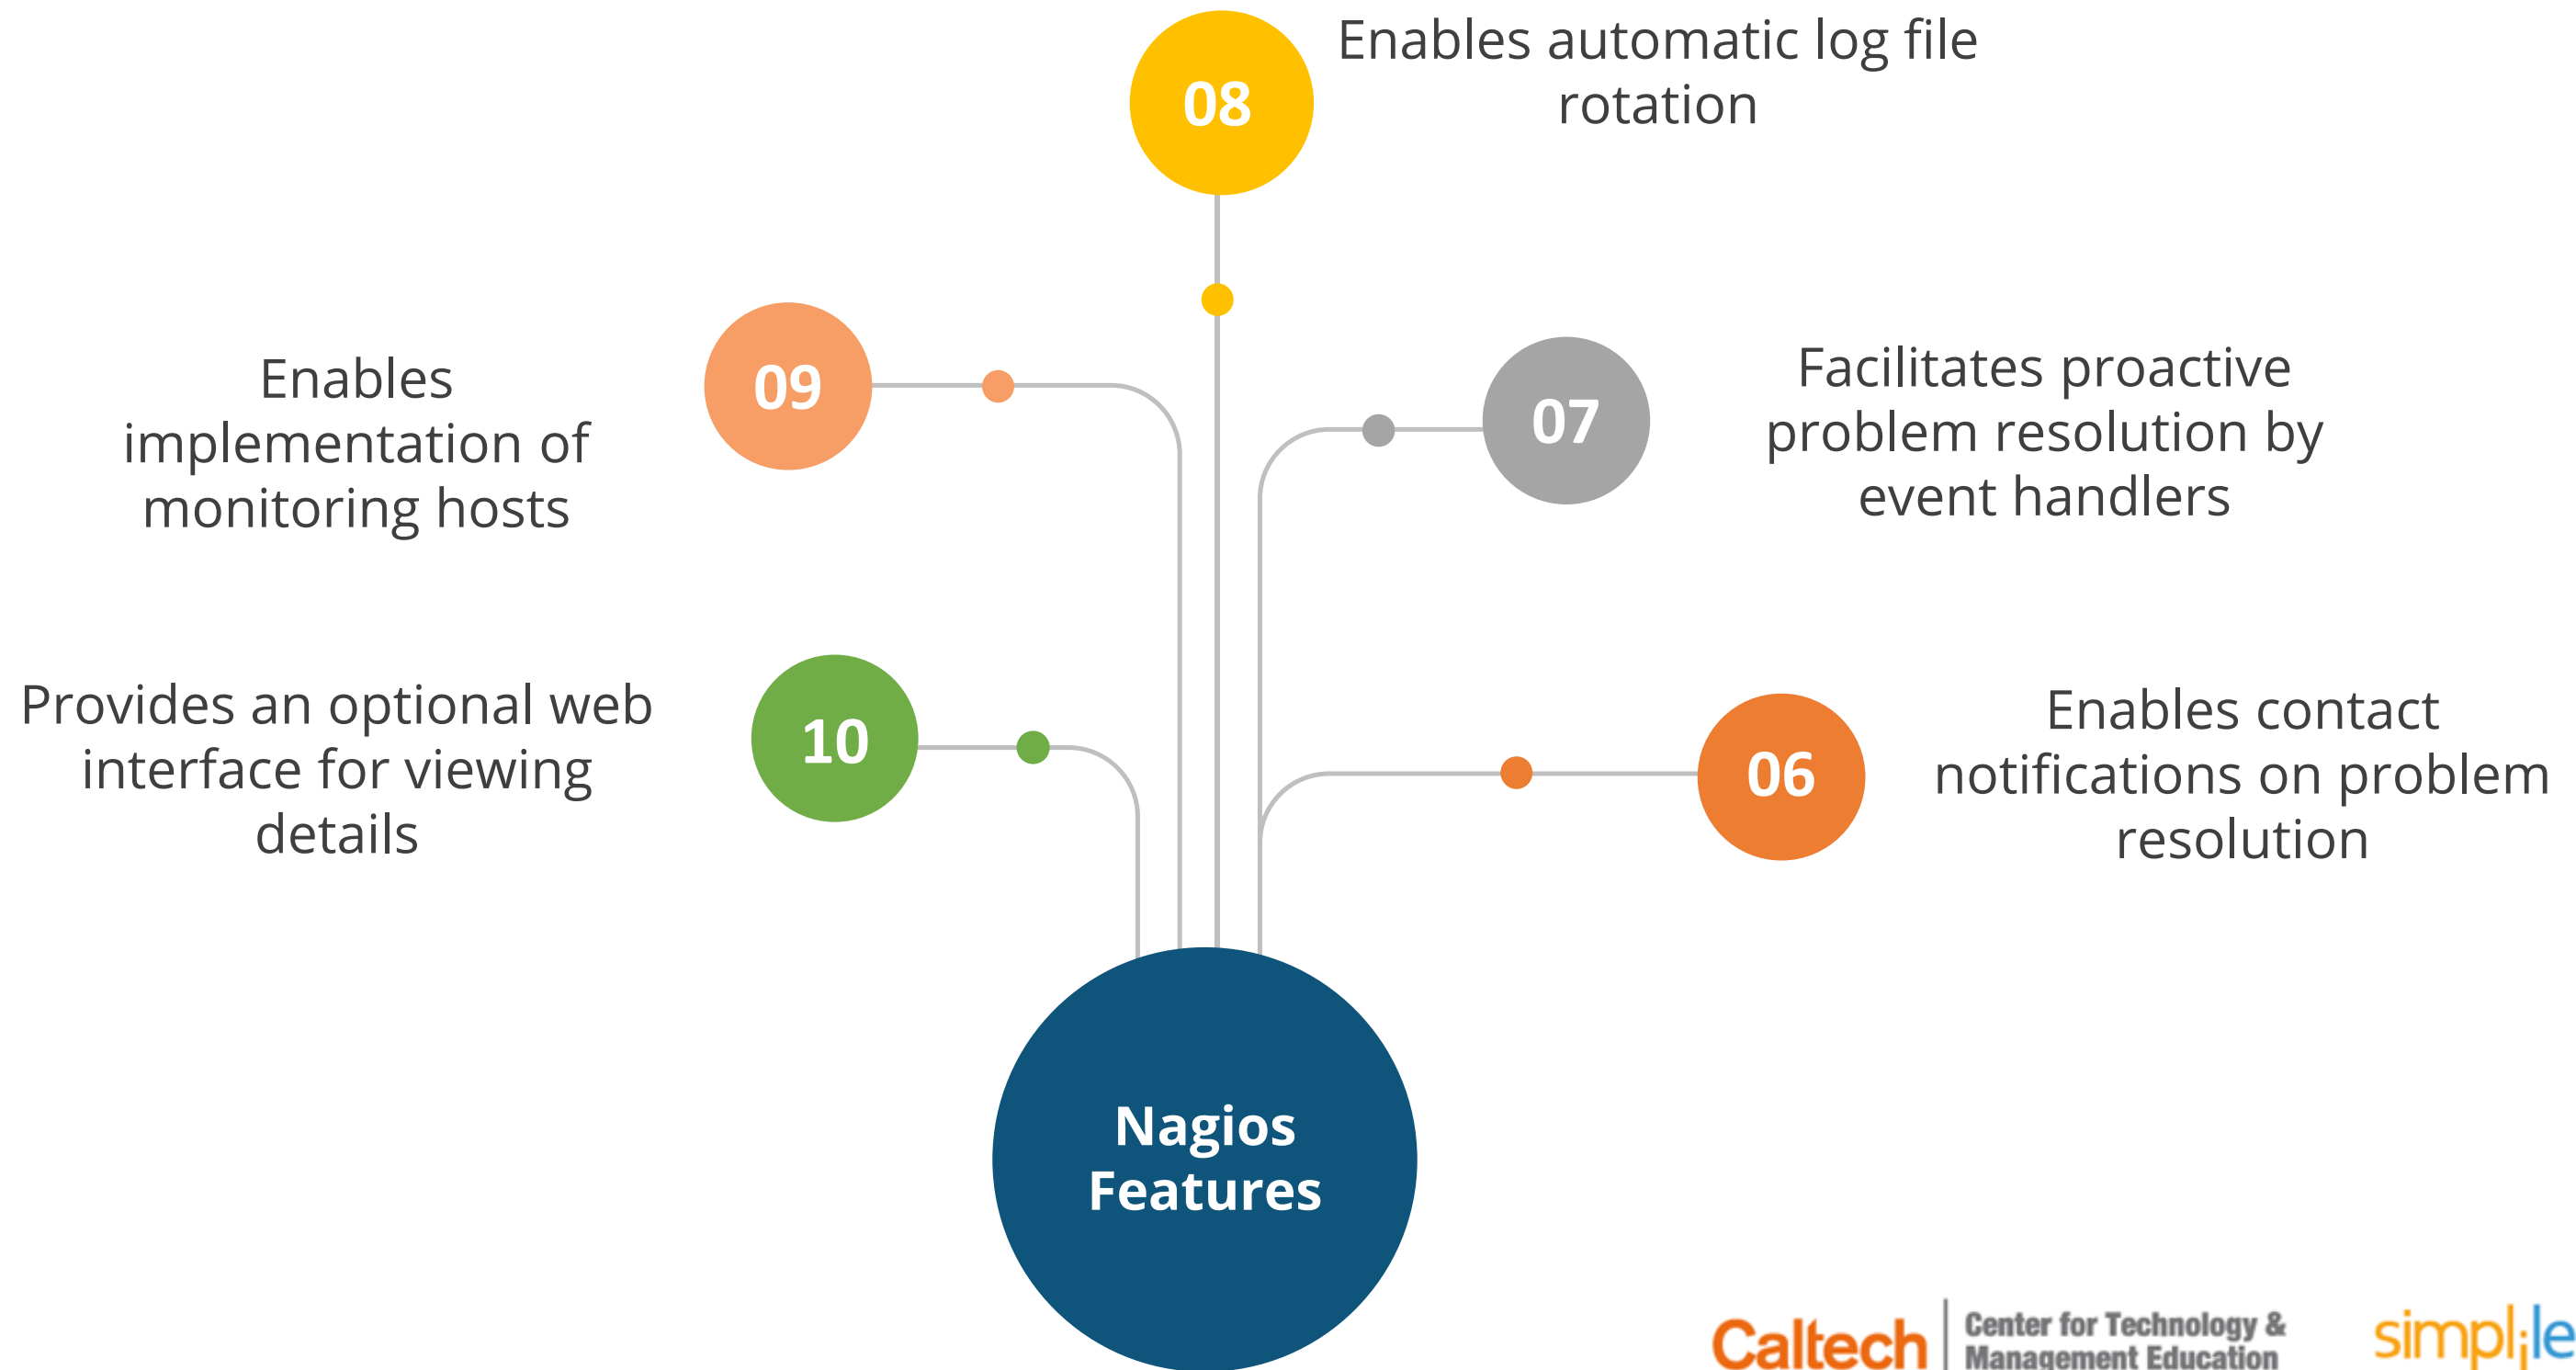 08
Enables automatic log file
rotation
09
Enables
implementation of
monitoring hosts
07
Facilitates proactive
problem resolution by
event handlers
10
Provides an optional web
interface for viewing
details
06
Enables contact
notifications on problem
resolution
Nagios
Features
Caltech
Center for Technology &
Management Education
simpl;le